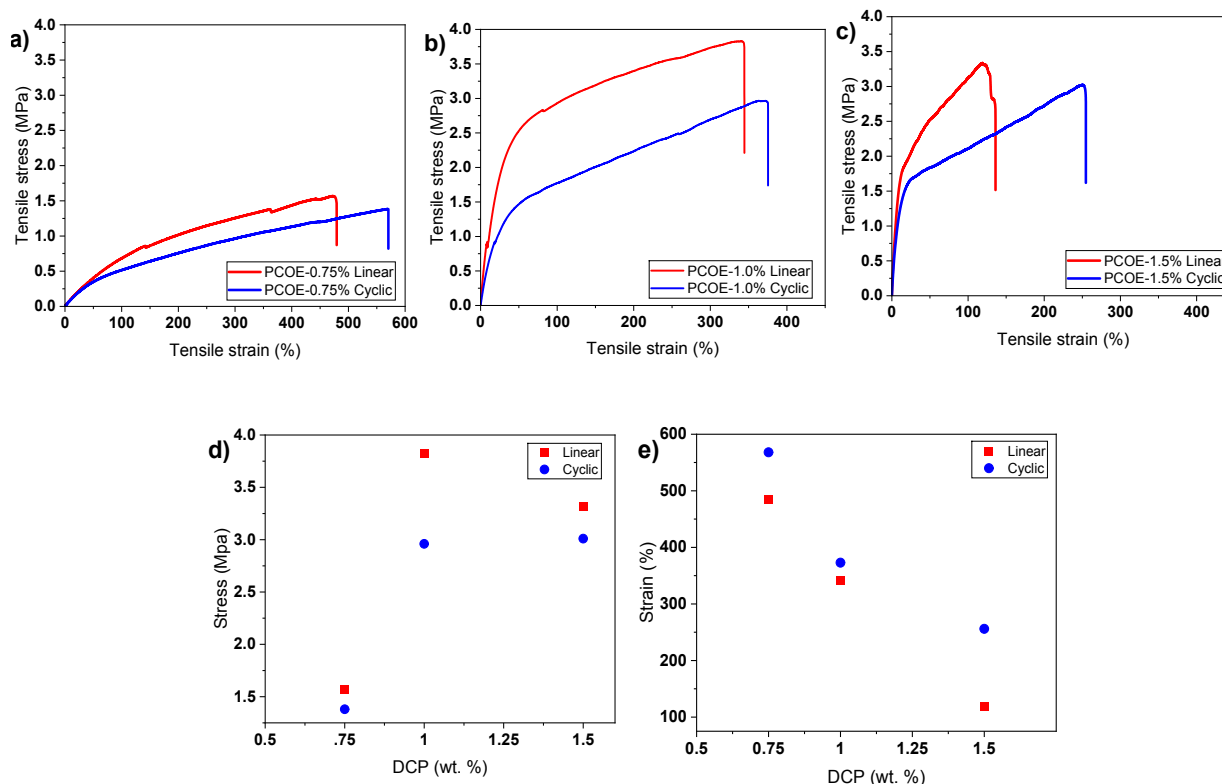 a)
4.0
3.5
3.0
2.5
2.0
1.5
1.0
0.5
0.0
Tensile stress (MPa)
0 100 200 300 400 500 600
Tensile strain (%)
PCOE-0.75% Linear
PCOE-0.75% Cyclic
b)
4.0
3.5
3.0
2.5
2.0
1.5
1.0
0.5
0.0
Tensile stress (MPa)
0 100 200 300 400
Tensile strain (%)
PCOE-1.0% Linear
PCOE-1.0% Cyclic
c)
4.0
3.5
3.0
2.5
2.0
1.5
1.0
0.5
0.0
Tensile stress (MPa)
0 100 200 300 400
Tensile strain (%)
PCOE-1.5% Linear
PCOE-1.5% Cyclic
d)
4.0
3.5
3.0
2.5
2.0
1.5
Stress (Mpa)
0.5 .75 1 1.25 1.5
DCP (wt. %)
Linear
Cyclic
e)
600
500
400
300
200
100
Strain (%)
0.5 0.75 1 1.25 1.5
DCP (wt. %)
Linear
Cyclic